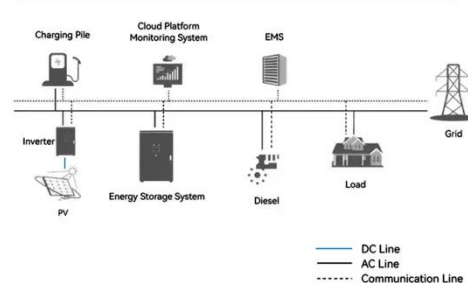 Charging Pile
Cloud Platform
Monitoring System
EMS
Grid
Inverter
PV
Energy Storage System
Diesel
Load
DC Line
AC Line
Communication Line